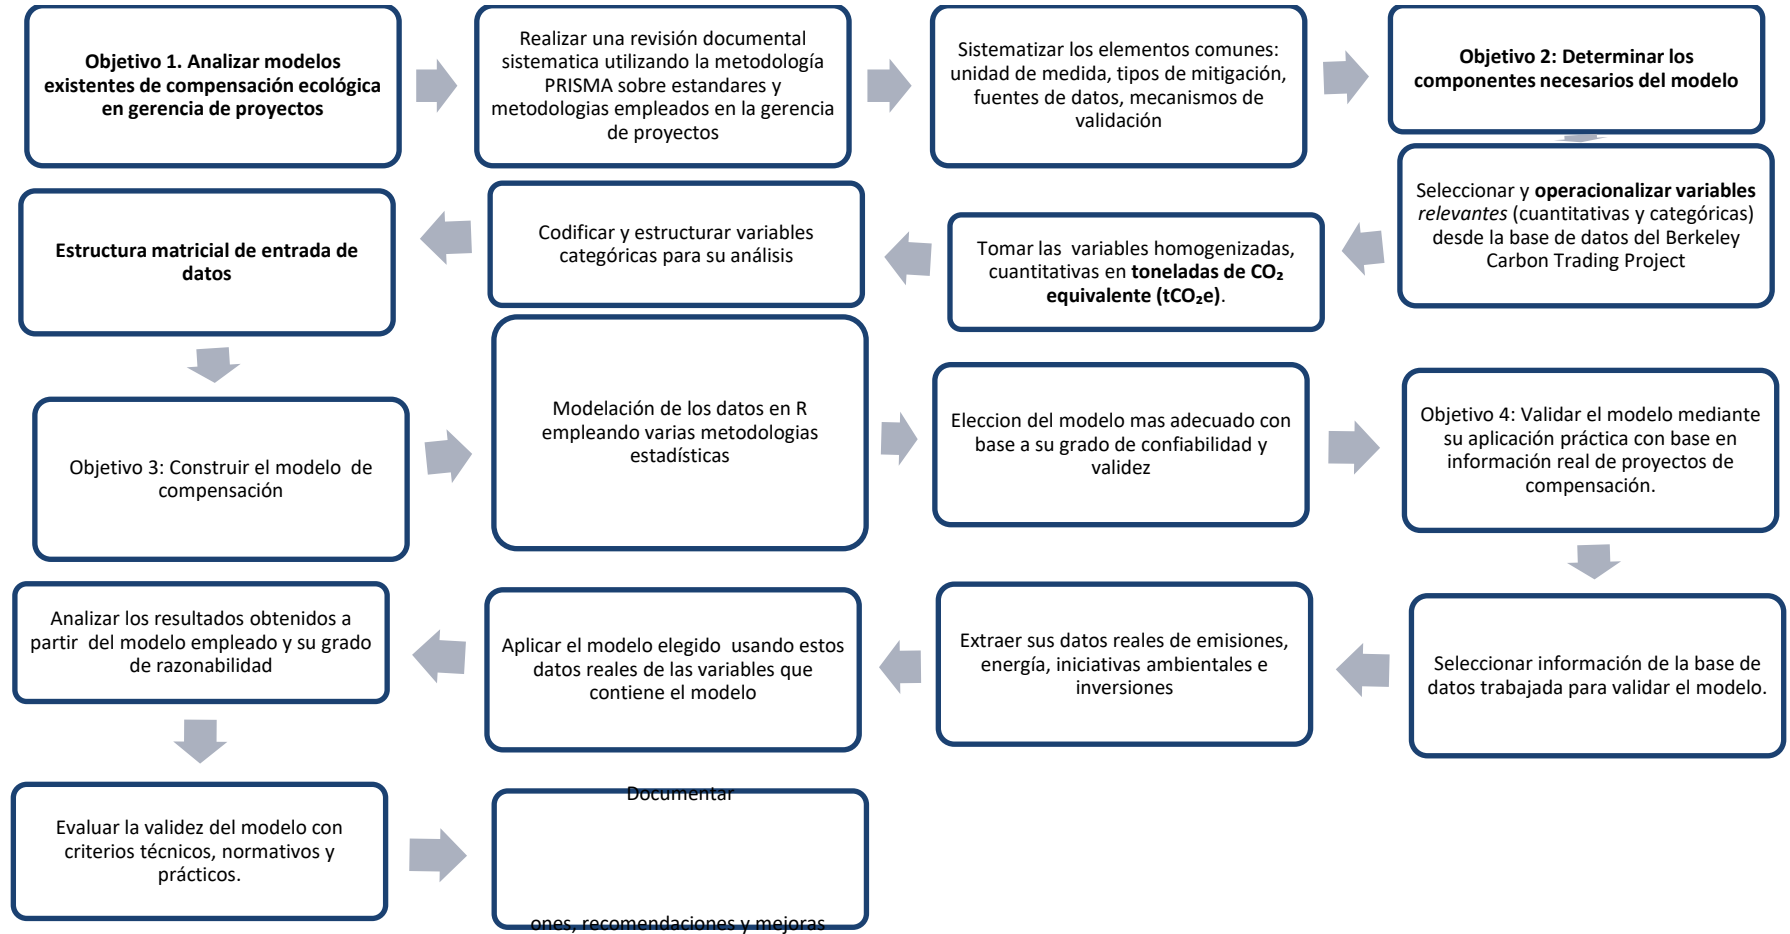 Objetivo 1. Analizar modelos
existentes de compensación ecológica
en gerencia de proyectos
Realizar una revisión documental
sistematica utilizando la metodología
PRISMA sobre estandares y
metodologias empleados en la gerencia
de proyectos
Sistematizar los elementos comunes:
unidad de medida, tipos de mitigación,
fuentes de datos, mecanismos de
validación
Objetivo 2: Determinar los
componentes necesarios del modelo
Seleccionar y operacionalizar variables
relevantes (cuantitativas y categóricas)
desde la base de datos del Berkeley
Carbon Trading Project
Tomar las variables homogenizadas,
cuantitativas en toneladas de CO₂
equivalente (tCO₂e).
Codificar y estructurar variables
categóricas para su análisis
Estructura matricial de entrada de
datos
Objetivo 3: Construir el modelo de
compensación
Modelación de los datos en R
empleando varias metodologias
estadísticas
Eleccion del modelo mas adecuado con
base a su grado de confiabilidad y
validez
Objetivo 4: Validar el modelo mediante
su aplicación práctica con base en
información real de proyectos de
compensación.
Seleccionar información de la base de
datos trabajada para validar el modelo.
Extraer sus datos reales de emisiones,
energía, iniciativas ambientales e
inversiones
Aplicar el modelo elegido usando estos
datos reales de las variables que
contiene el modelo
Analizar los resultados obtenidos a
partir del modelo empleado y su grado
de razonabilidad
Evaluar la validez del modelo con
criterios técnicos, normativos y
prácticos.
Documentar
ones, recomendaciones y mejoras